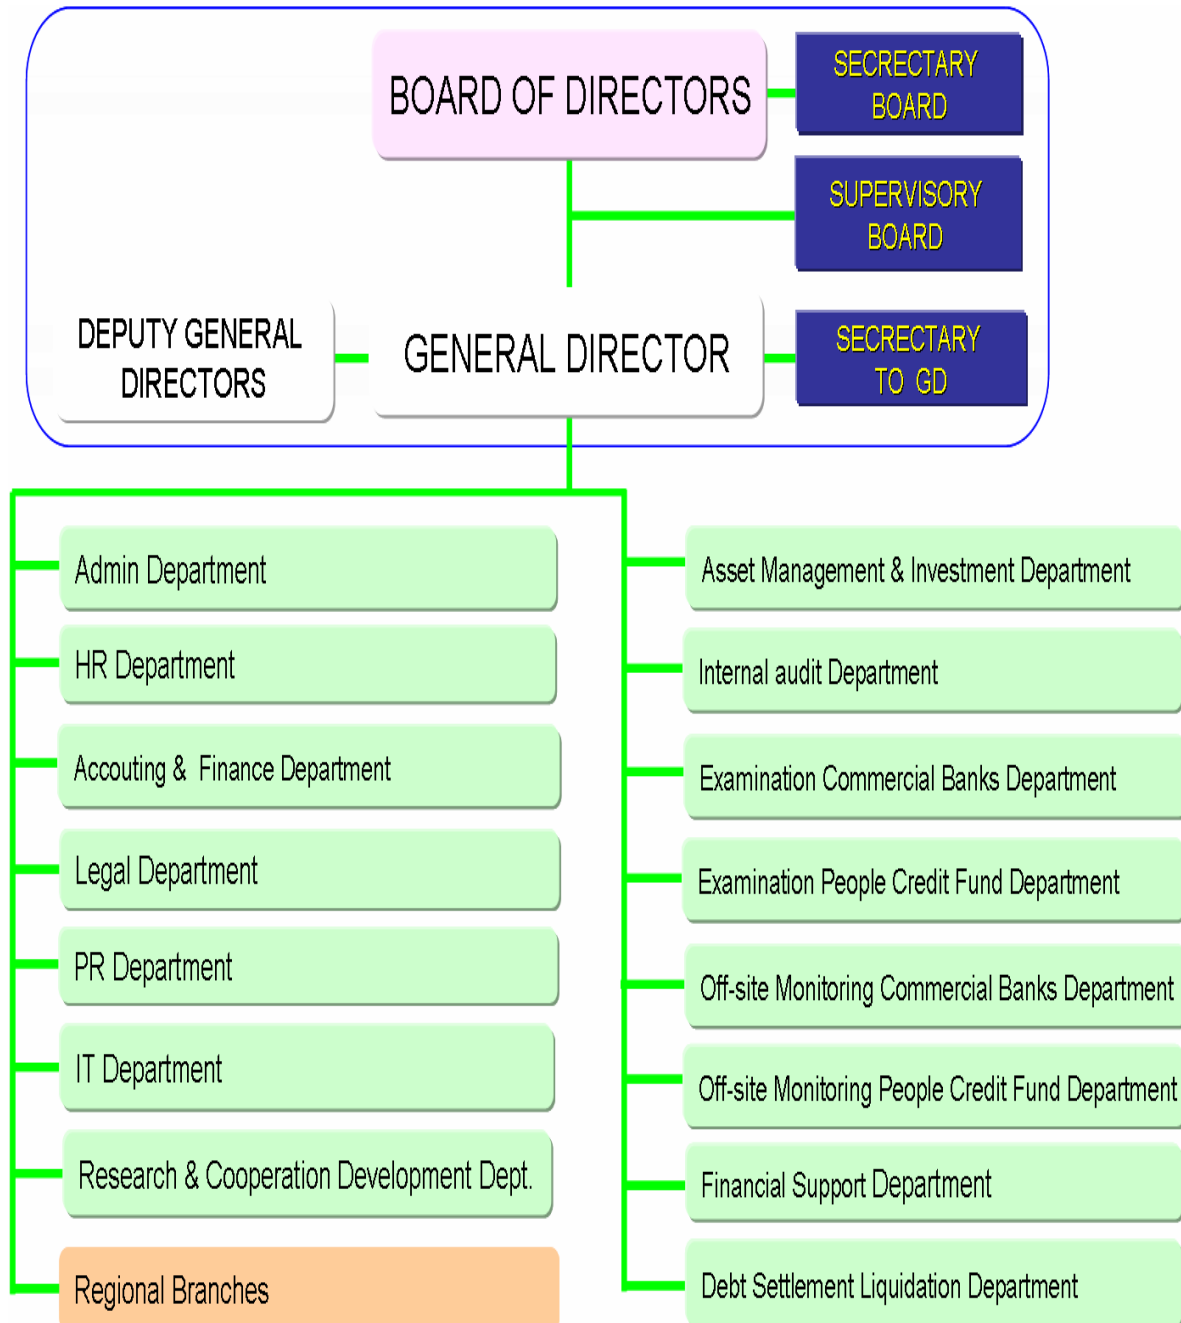 BOARD OF DIRECTORS
SECRECTARY
BOARD
SUPERVISORY
BOARD
DEPUTY GENERAL
DIRECTORS
GENERAL DIRECTOR
SECRECTARY
TO GD
Admin Department
HR Department
Accouting & Finance Department
Legal Department
PR Department
IT Department
Research & Cooperation Development Dept.
Regional Branches
Asset Management & Investment Department
Internal audit Department
Examination Commercial Banks Department
Examination People Credit Fund Department
Off-site Monitoring Commercial Banks Department
Off-site Monitoring People Credit Fund Department
Financial Support Department
Debt Settlement Liquidation Department